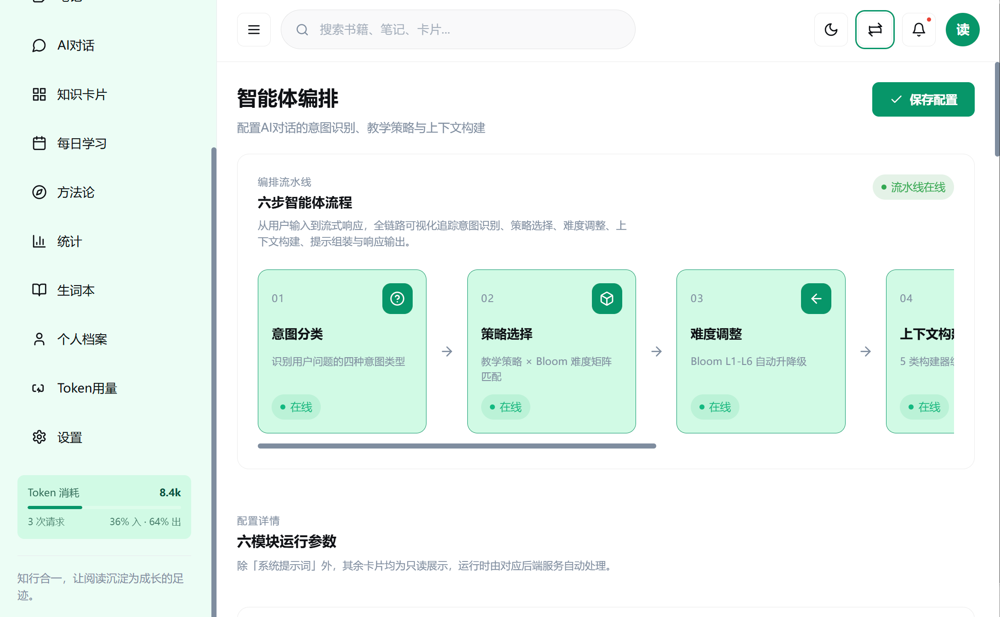 AI对话
知识卡片
每日学习
方法论
统计
生词本
个人档案
Token用量
设置
Token 消耗
8.4k
3 次请求
36% 入 · 64% 出
知行合一，让阅读沉淀为成长的足
迹。
搜索书籍、笔记、卡片...
读
智能体编排
保存配置
配置AI对话的意图识别、教学策略与上下文构建
编排流水线
流水线在线
六步智能体流程
从用户输入到流式响应，全链路可视化追踪意图识别、策略选择、难度调整、上
下文构建、提示组装与响应输出。
01
意图分类
识别用户问题的四种意图类型
在线
02
策略选择
教学策略 × Bloom 难度矩阵
匹配
在线
03
难度调整
Bloom L1-L6 自动升降级
在线
04
上下文构
5 类构建器
在线
配置详情
六模块运行参数
除「系统提示词」外，其余卡片均为只读展示，运行时由对应后端服务自动处理。